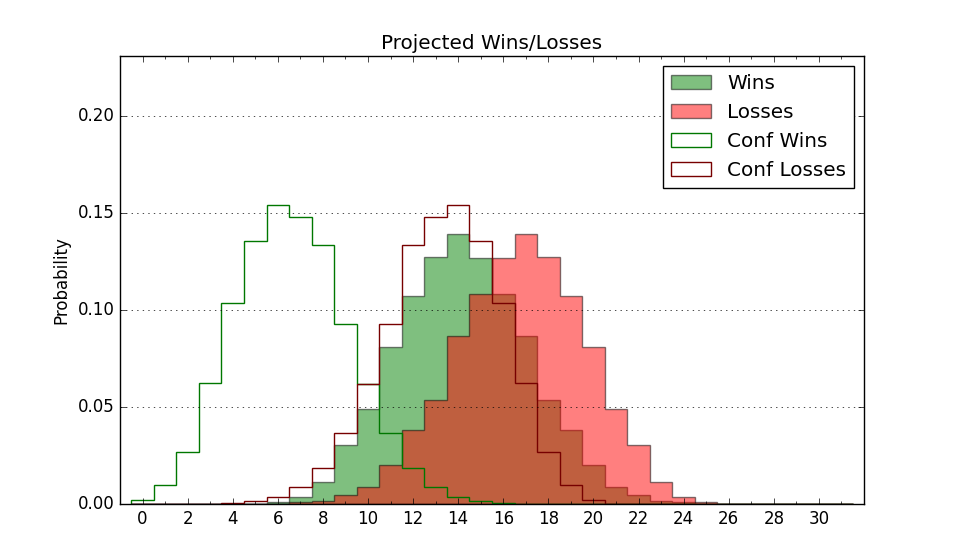 Projected Wins/Losses
Wins
Losses
Conf Wins
Conf Losses
Probability
0.20
0.15
0.10
0.05
0.00
0 2 4 6 8 10 12 14 16 18 20 22 24 26 28 30